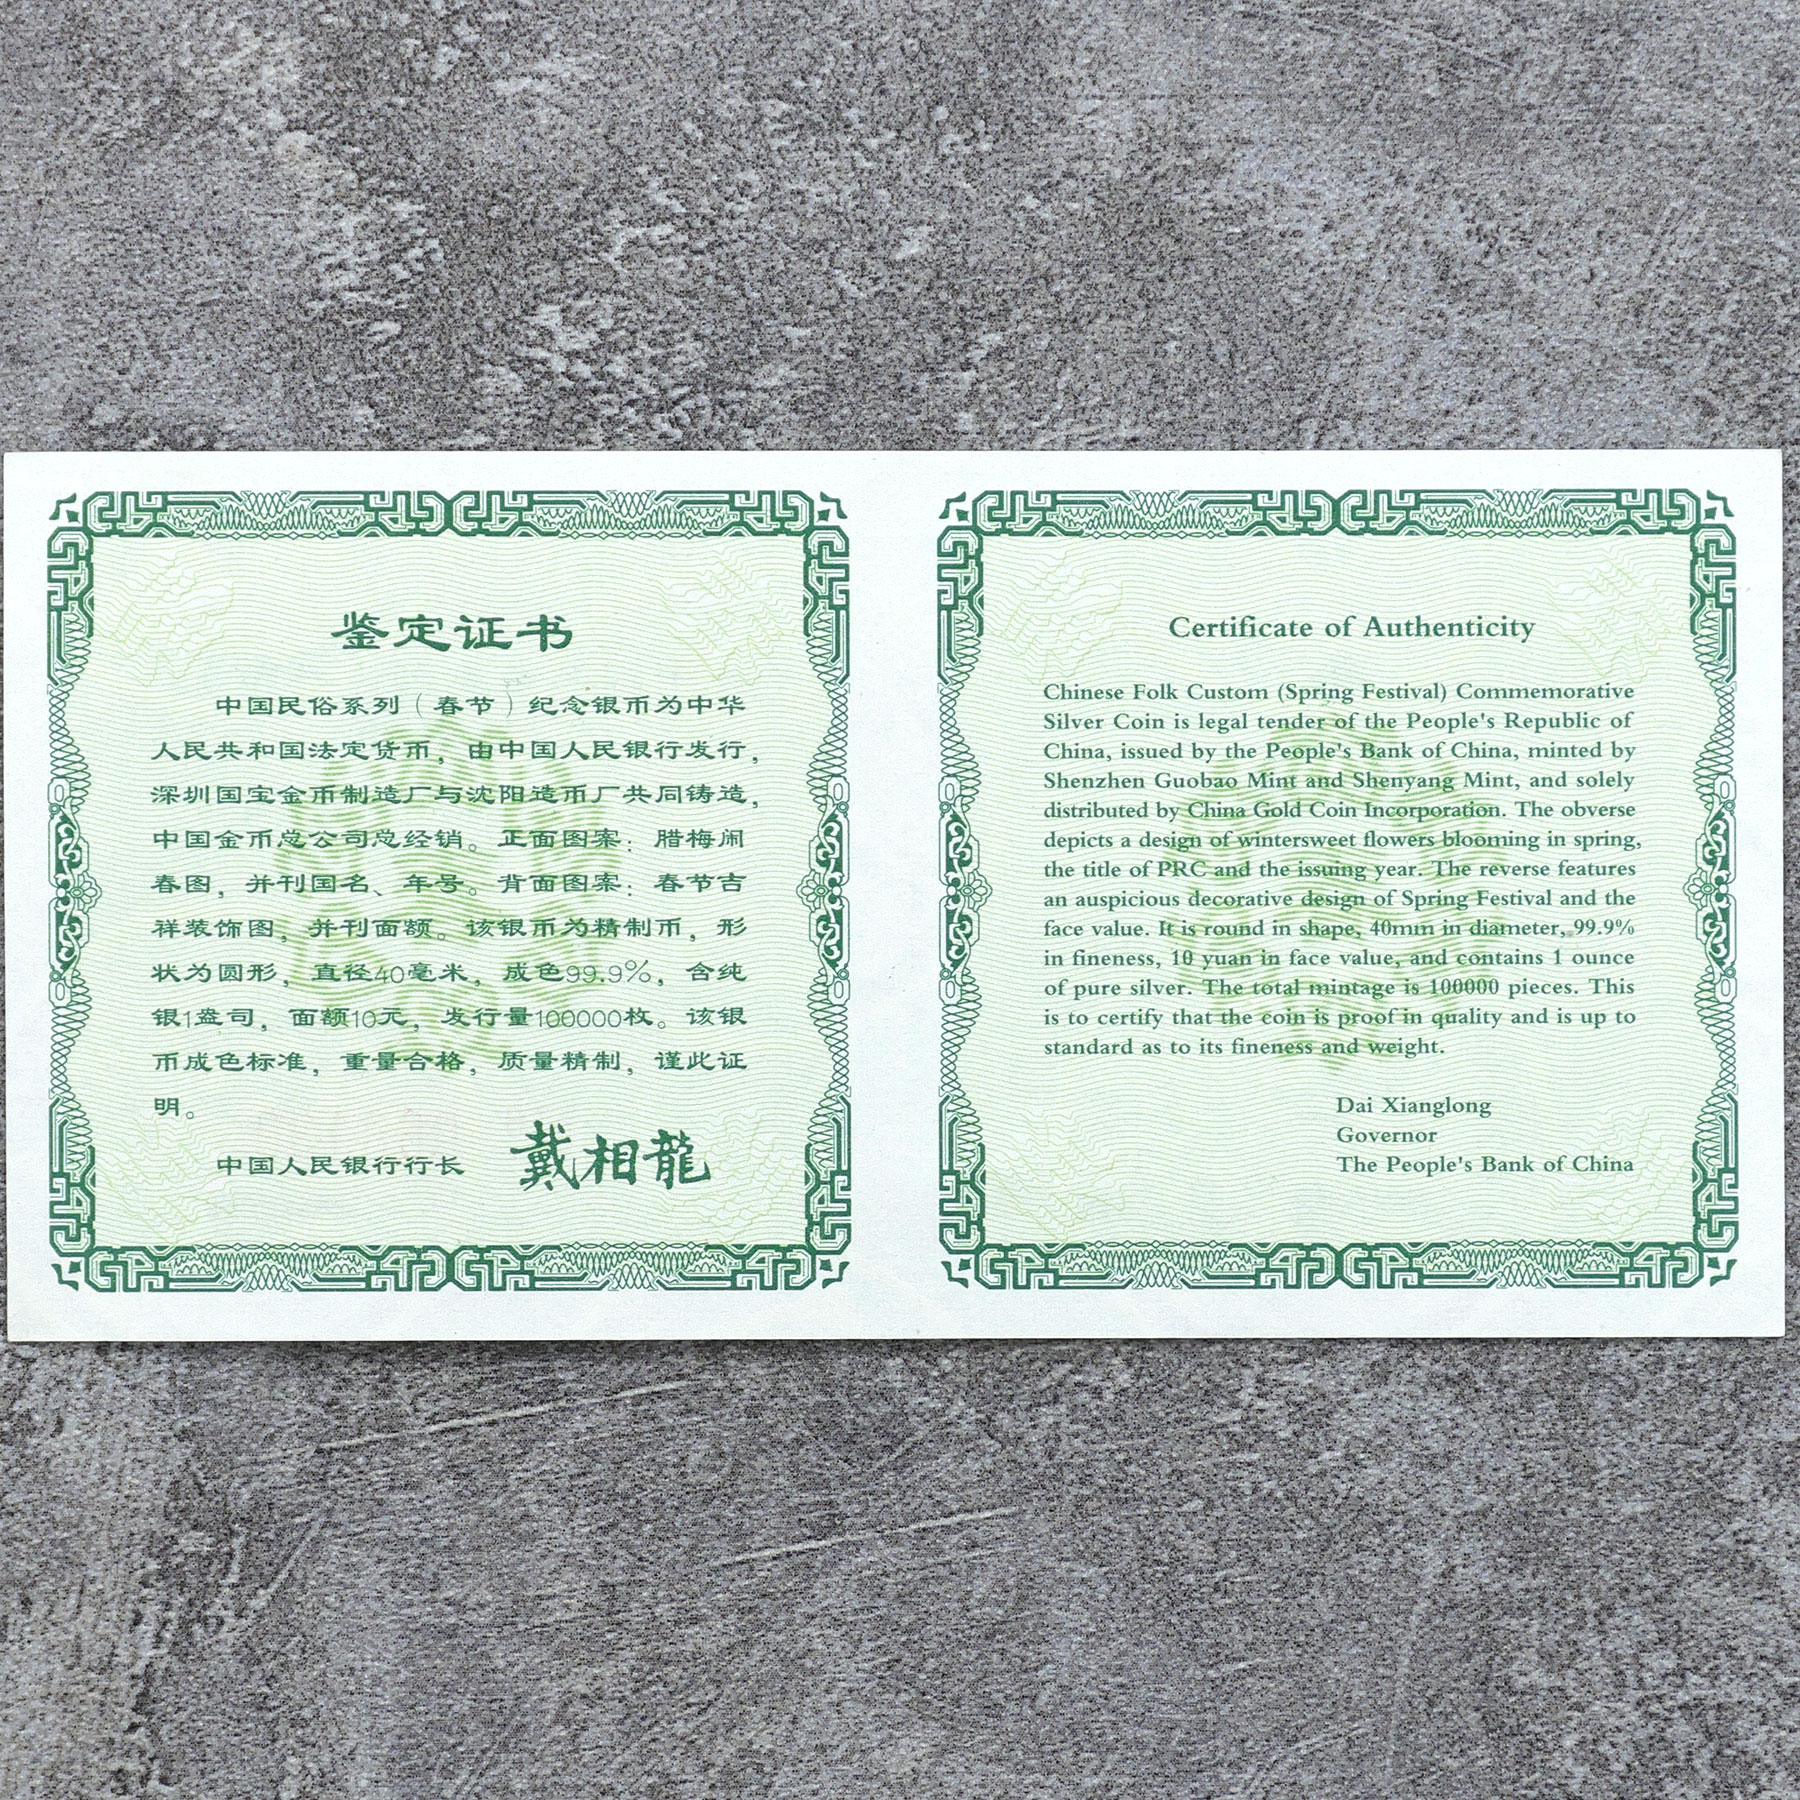 鉴定证书
中国民俗系列（春节）纪念银币为中华
人民共和国法定货币，由中国人民银行发行，
深圳国宝金币制造厂与沈阳造币厂共同铸造，
中国金币总公司总经销。正面图案：腊梅闹
春图，并刊国名、年号。背面图案：春节吉
祥装饰图，并刊面额。该银币为精制币，形
状为圆形，直径40毫米，成色99.9%，含纯
银1盎司，面额10元，发行量100000枚。该银
币成色标准，重量合格，质量精制，谨此证
明。
中国人民银行行长 戴相龍
Certificate of Authenticity
Chinese Folk Custom (Spring Festival) Commemorative
Silver Coin is legal tender of the People's Republic of
China, issued by the People's Bank of China, minted by
Shenzhen Guobao Mint and Shenyang Mint, and solely
distributed by China Gold Coin Incorporation. The obverse
depicts a design of wintersweet flowers blooming in spring,
the title of PRC and the issuing year. The reverse features
an auspicious decorative design of Spring Festival and the
face value. It is round in shape, 40mm in diameter, 99.9%
in fineness, 10 yuan in face value, and contains 1 ounce
of pure silver. The total mintage is 100000 pieces. This
is to certify that the coin is proof in quality and is up to
standard as to its fineness and weight.
Dai Xianglong
Governor
The People's Bank of China